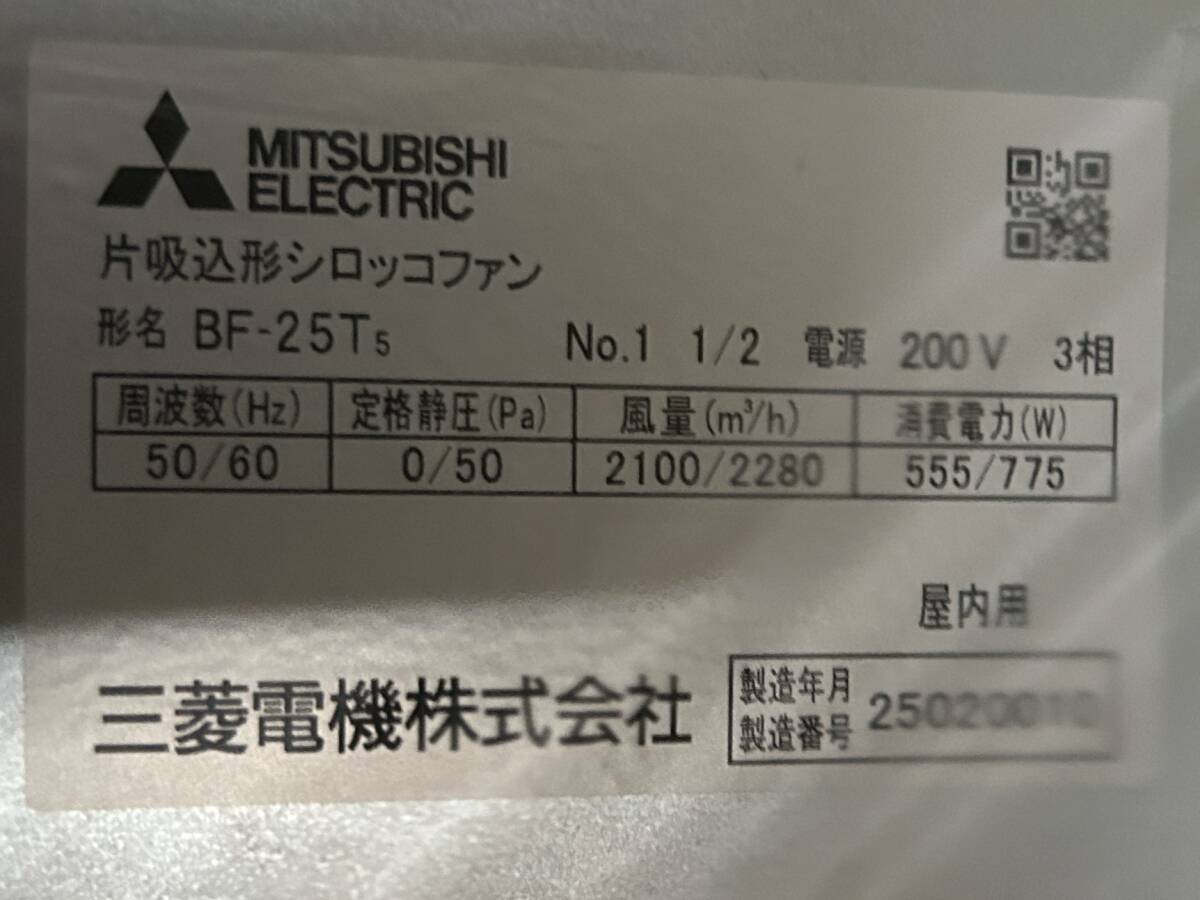 MITSUBISHI
ELECTRIC
片吸込形シロッコファン
形名 BF-25T5 No.1 1/2 電源 200V 3相
周波数(Hz) 定格静圧(Pa) 風量(m³/h) 消費電力(W)
50/60 0/50 2100/2280 555/775
屋内用
三菱電機株式会社
製造年月
製造番号